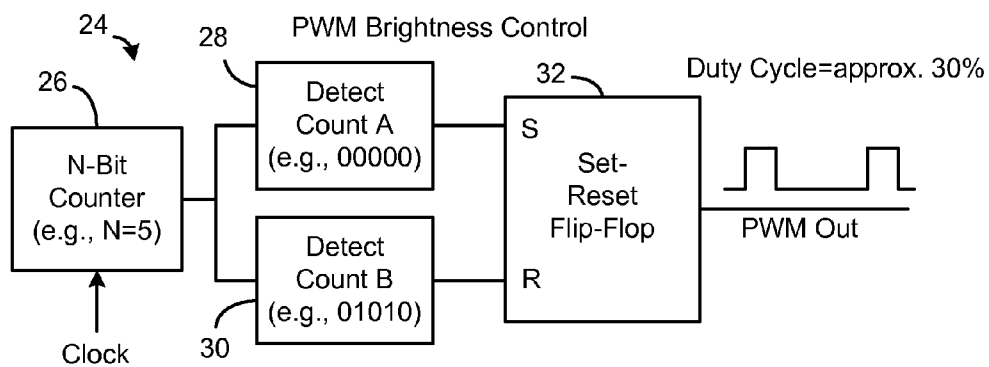 24
PWM Brightness Control
26
N-Bit
Counter
(e.g., N=5)
Clock
28
Detect
Count A
(e.g., 00000)
Detect
Count B
(e.g., 01010)
30
32
S
Set-
Reset
Flip-Flop
R
Duty Cycle=approx. 30%
PWM Out